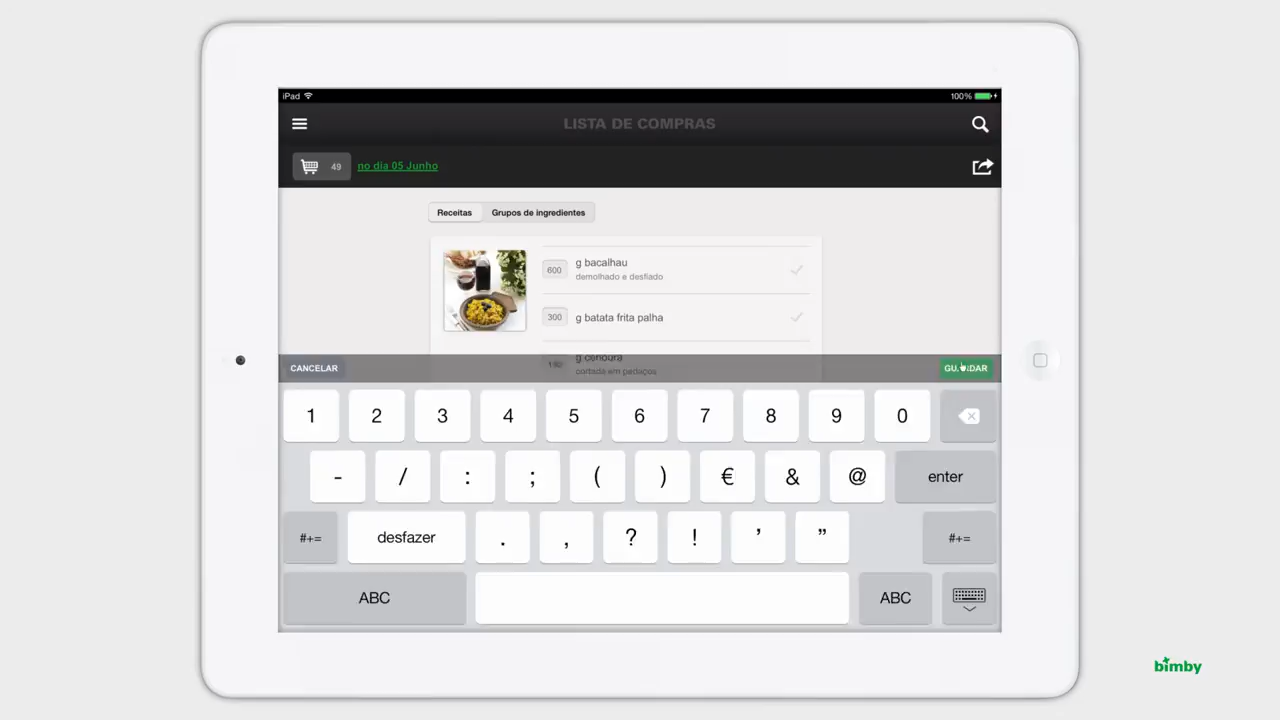 iPad
100%
LISTA DE COMPRAS
49
no dia 05 Junho
Receitas
Grupos de ingredientes
600
g bacalhau
demolhado e desfiado
300
g batata frita palha
g cenoura
cortada em pedaços
CANCELAR
1 2 3 4 5 6 7 8 9 0
- / : ; ( ) € & @ enter
#+= desfazer . , ? ! ’ ” #+=
ABC ABC
bimby